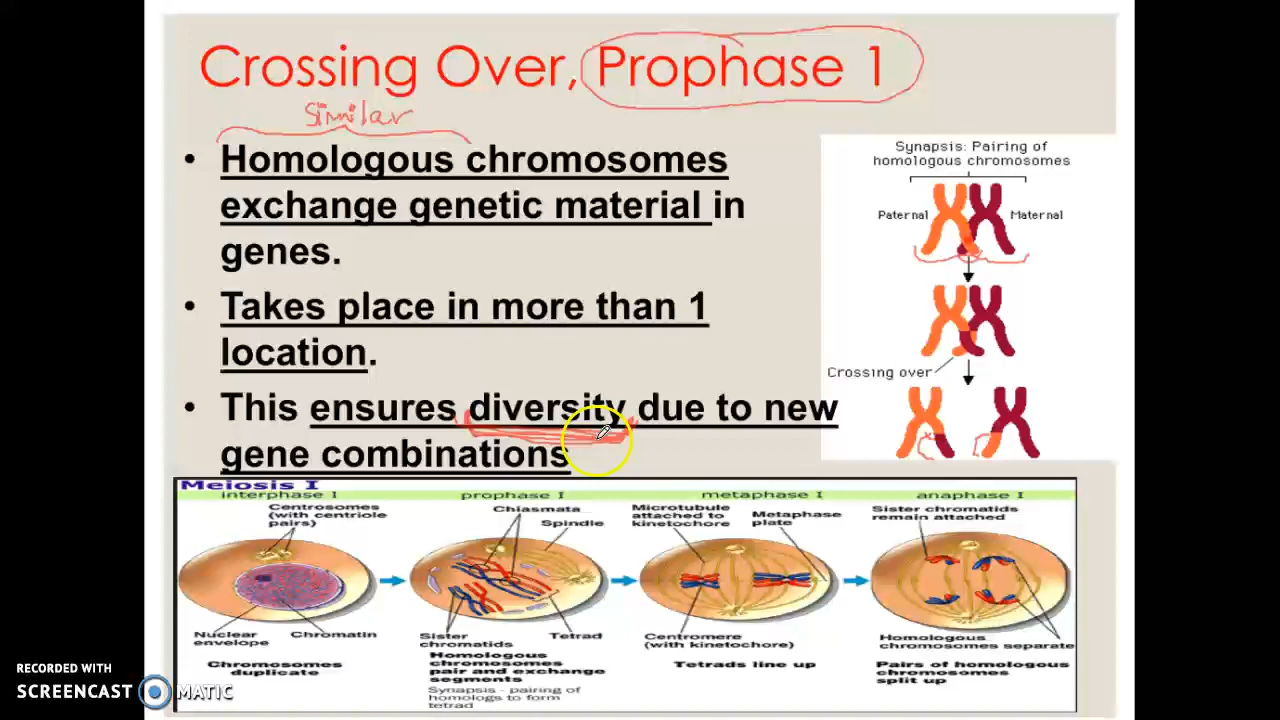 Crossing Over, Prophase 1
Similar
• Homologous chromosomes
exchange genetic material in
genes.
• Takes place in more than 1
location.
• This ensures diversity due to new
gene combinations
Synapsis: Pairing of
homologous chromosomes
Paternal
Maternal
Crossing over
Meiosis I
interphase I
prophase I
metaphase I
anaphase I
Centrosomes
(with centriole
pairs)
Nuclear
envelope
Chromatin
Chromosomes
duplicate
Chiasmata
Spindle
Sister
chromatids
Tetrad
Homologous
chromosomes
pair and exchange
segments
Synapsis - pairing of
homologs to form
tetrad
Microtubule
attached to
kinetochore
Metaphase
plate
Centromere
(with kinetochore)
Tetrads line up
Sister chromatids
remain attached
Homologous
chromosomes separate
Pairs of homologous
chromosomes
split up
RECORDED WITH
SCREENCAST MATIC